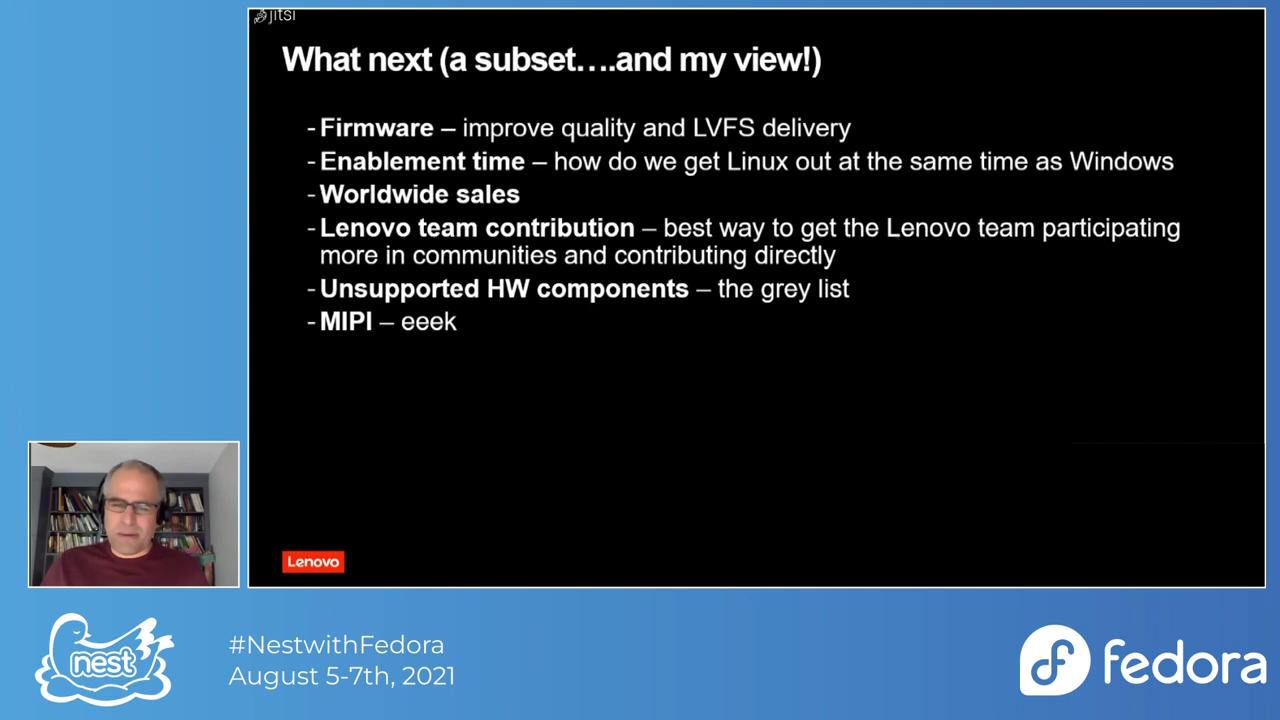 jitsi
What next (a subset….and my view!)
- Firmware – improve quality and LVFS delivery
- Enablement time – how do we get Linux out at the same time as Windows
- Worldwide sales
- Lenovo team contribution – best way to get the Lenovo team participating
more in communities and contributing directly
- Unsupported HW components – the grey list
- MIPI – eeek
Lenovo
nest
#NestwithFedora
August 5-7th, 2021
fedora